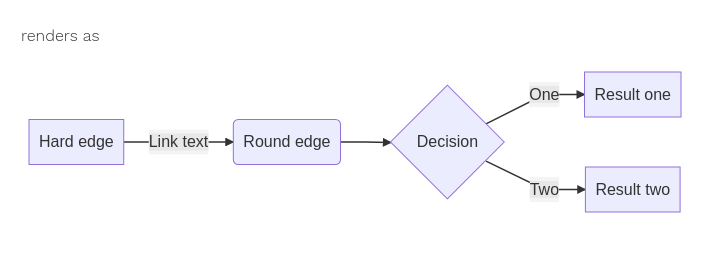 renders as
Hard edge
Link text
Round edge
Decision
One
Result one
Two
Result two